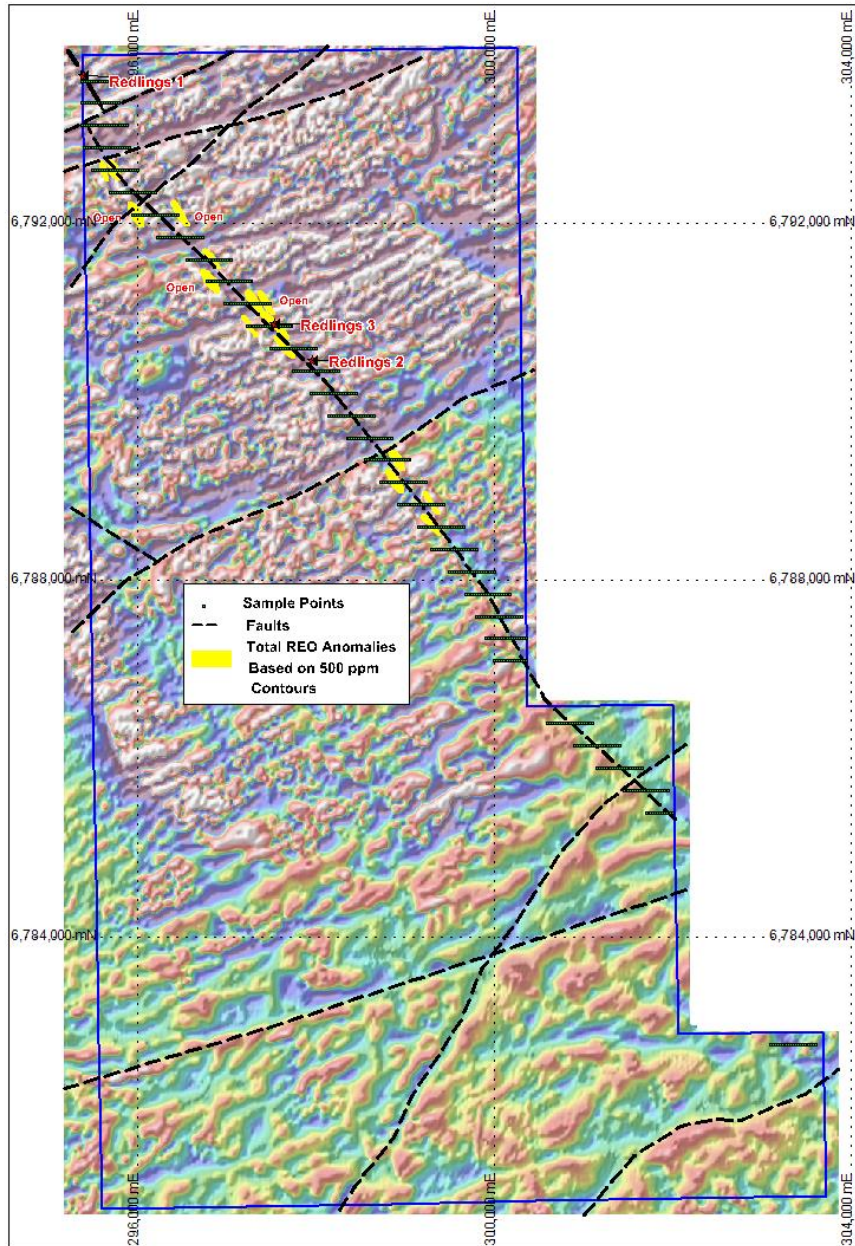 296,000 mE
300,000 mE
304,000 mE
Redlings 1
6,792,000 mN
6,792,000 mN
Open
Open
Open
Open
Redlings 3
Redlings 2
6,788,000 mN
6,788,000 mN
Sample Points
Faults
Total REO Anomalies
Based on 500 ppm
Contours
6,784,000 mN
6,784,000 mN
296,000 mE
300,000 mE
304,000 mE